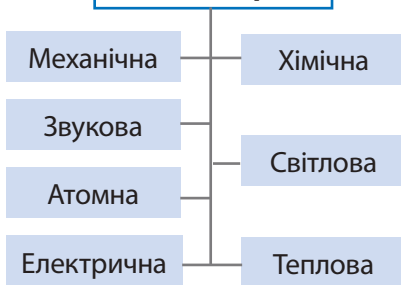 Механічна
Хімічна
Звукова
Світлова
Атомна
Електрична
Теплова